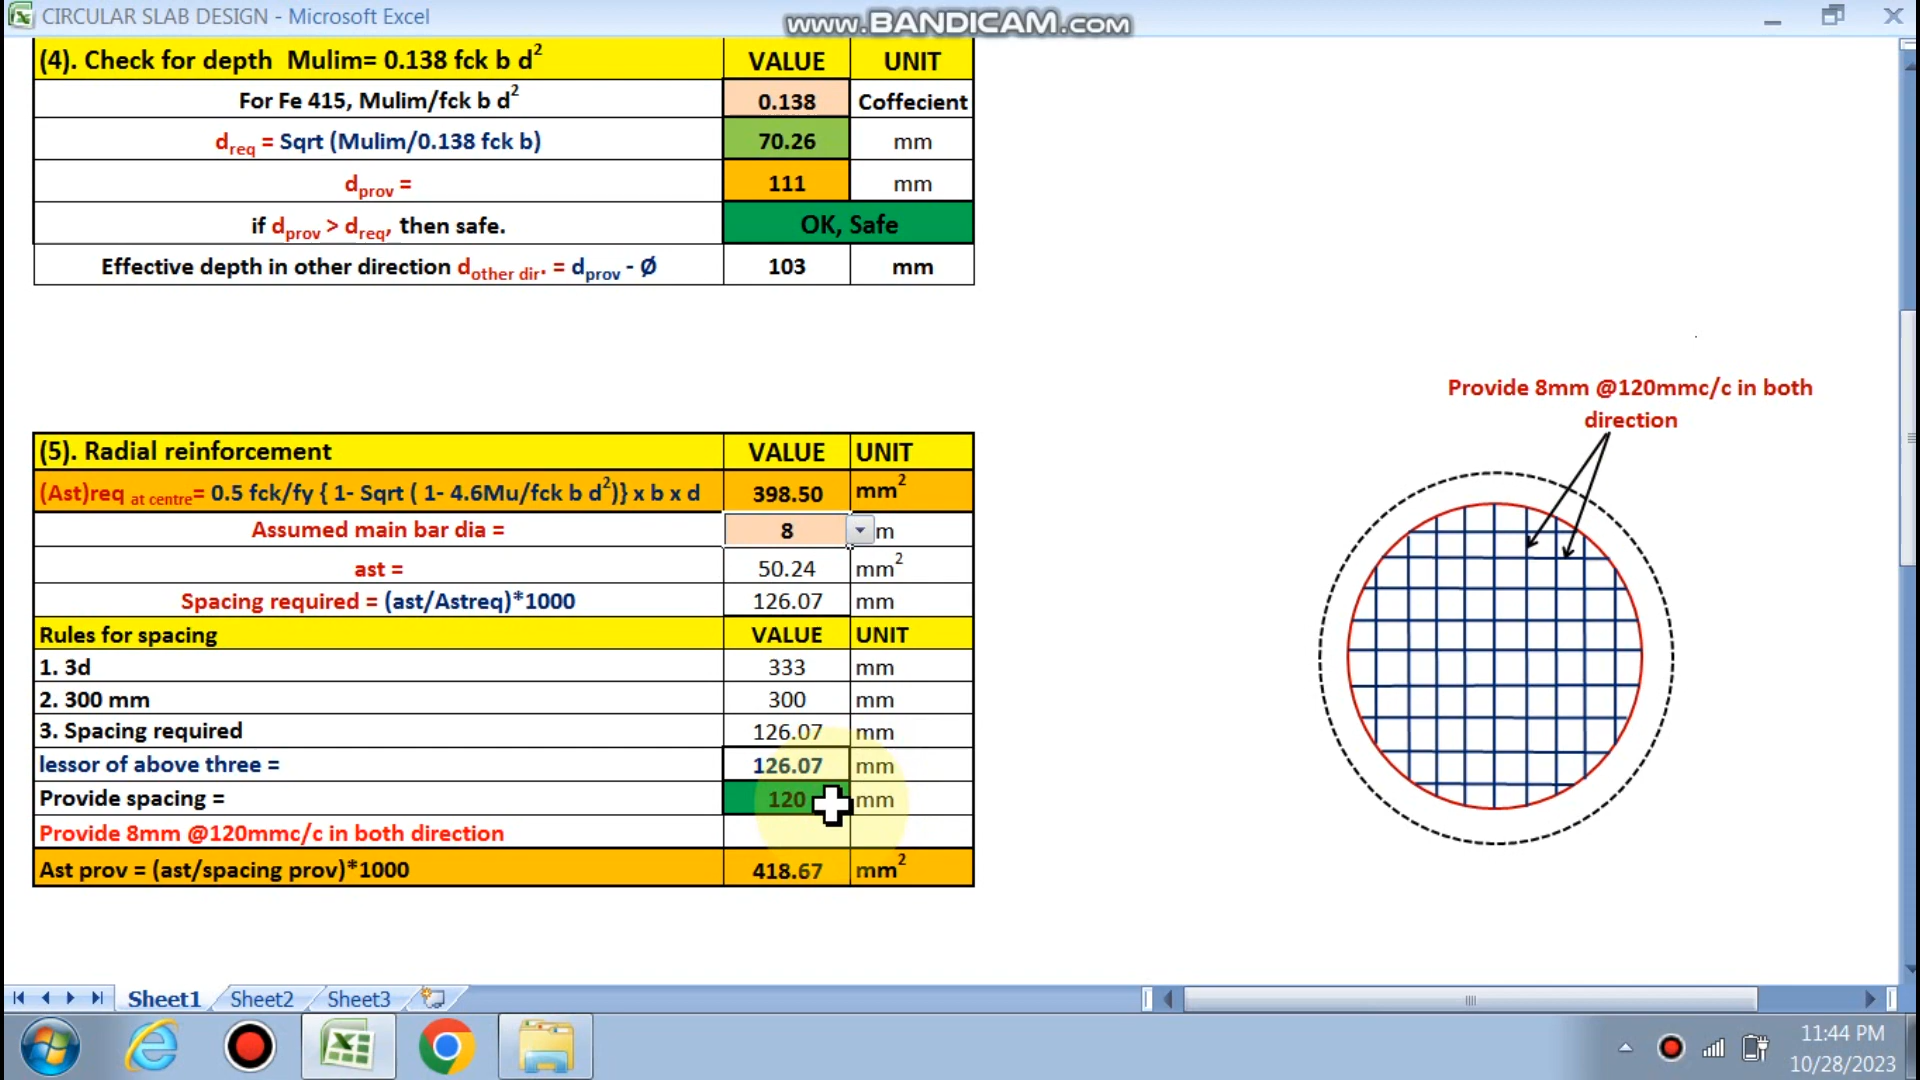 CIRCULAR SLAB DESIGN - Microsoft Excel
www.BANDICAM.com
(4). Check for depth Mulim= 0.138 fck b d² VALUE UNIT
For Fe 415, Mulim/fck b d² 0.138 Coffecient
dreq = Sqrt (Mulim/0.138 fck b) 70.26 mm
dprov = 111 mm
if dprov > dreq, then safe. OK, Safe
Effective depth in other direction dother dir. = dprov - Ø 103 mm
Provide 8mm @120mmc/c in both
direction
(5). Radial reinforcement VALUE UNIT
(Ast)req at centre= 0.5 fck/fy { 1- Sqrt ( 1- 4.6Mu/fck b d²)} x b x d 398.50 mm²
Assumed main bar dia = 8 m
ast = 50.24 mm²
Spacing required = (ast/Astreq)*1000 126.07 mm
Rules for spacing VALUE UNIT
1. 3d 333 mm
2. 300 mm 300 mm
3. Spacing required 126.07 mm
lessor of above three = 126.07 mm
Provide spacing = 120 mm
Provide 8mm @120mmc/c in both direction
Ast prov = (ast/spacing prov)*1000 418.67 mm²
Sheet1 Sheet2 Sheet3
11:44 PM
10/28/2023